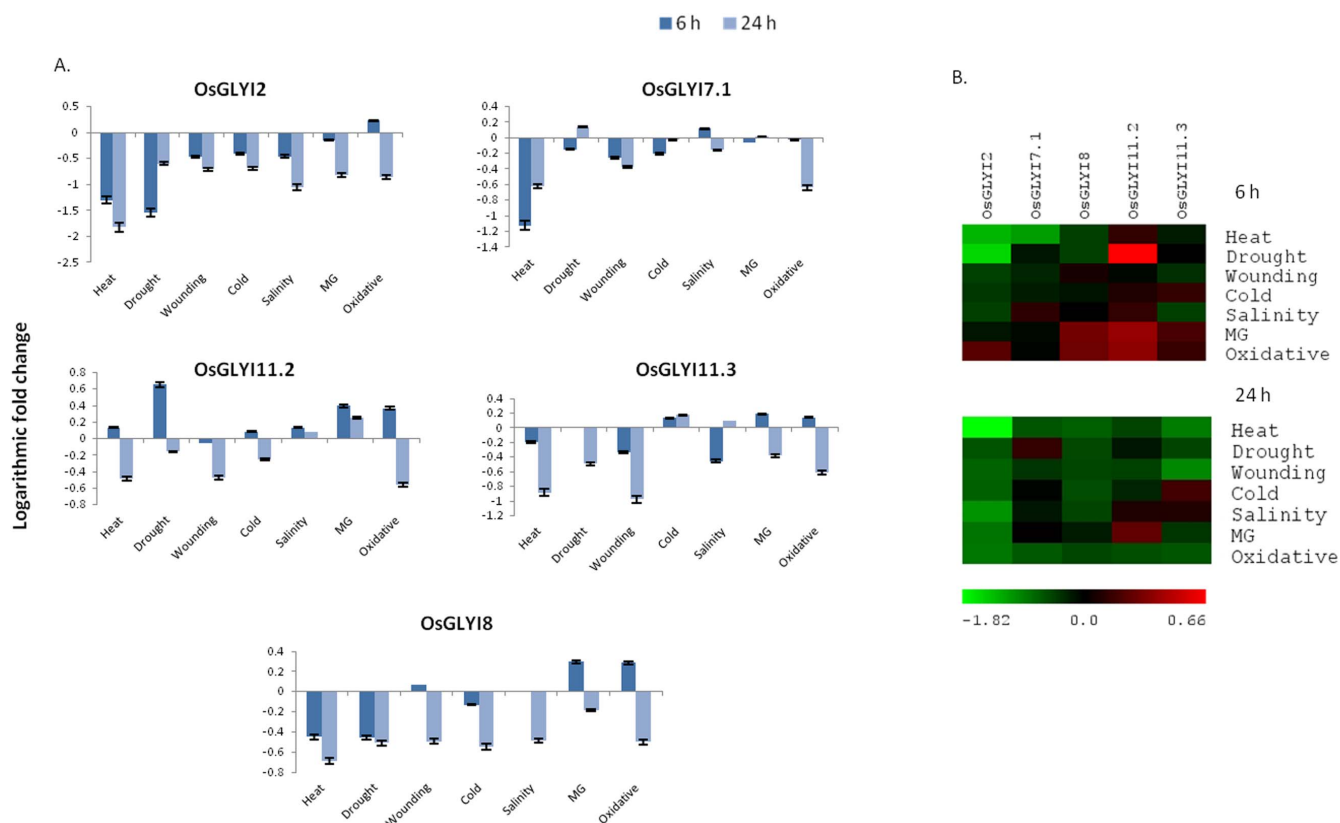 6 h 24 h
A.
OsGLYI2
0.5
0
-0.5
-1
-1.5
-2
-2.5
Heat
Drought
Wounding
Cold
Salinity
MG
Oxidative
OsGLYI7.1
0.4
0.2
0
-0.2
-0.4
-0.6
-0.8
-1
-1.2
-1.4
Heat
Drought
Wounding
Cold
Salinity
MG
Oxidative
Logarithmic fold change
OsGLYI11.2
0.8
0.6
0.4
0.2
0
-0.2
-0.4
-0.6
-0.8
Heat
Drought
Wounding
Cold
Salinity
MG
Oxidative
OsGLYI11.3
0.4
0.2
0
-0.2
-0.4
-0.6
-0.8
-1
-1.2
Heat
Drought
Wounding
Cold
Salinity
MG
Oxidative
OsGLYI8
0.4
0.2
0
-0.2
-0.4
-0.6
-0.8
Heat
Drought
Wounding
Cold
Salinity
MG
Oxidative
B.
OsGLYI2
OsGLYI7.1
OsGLYI8
OsGLYI11.2
OsGLYI11.3
6 h
Heat
Drought
Wounding
Cold
Salinity
MG
Oxidative
24 h
Heat
Drought
Wounding
Cold
Salinity
MG
Oxidative
-1.82 0.0 0.66